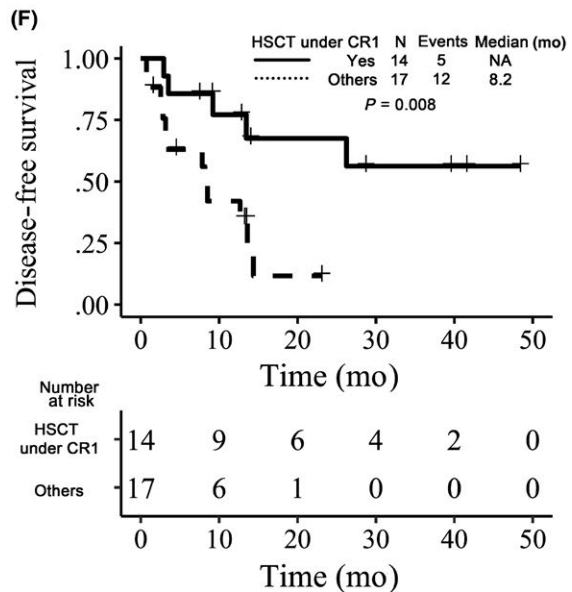 (F)
HSCT under CR1 N Events Median (mo)
Yes 14 5 NA
Others 17 12 8.2
P = 0.008
Disease-free survival
1.00
0.75
.50
0.25
.00
0 10 20 30 40 50
Time (mo)
Number
at risk
HSCT
under CR1 14 9 6 4 2 0
Others 17 6 1 0 0 0
0 10 20 30 40 50
Time (mo)